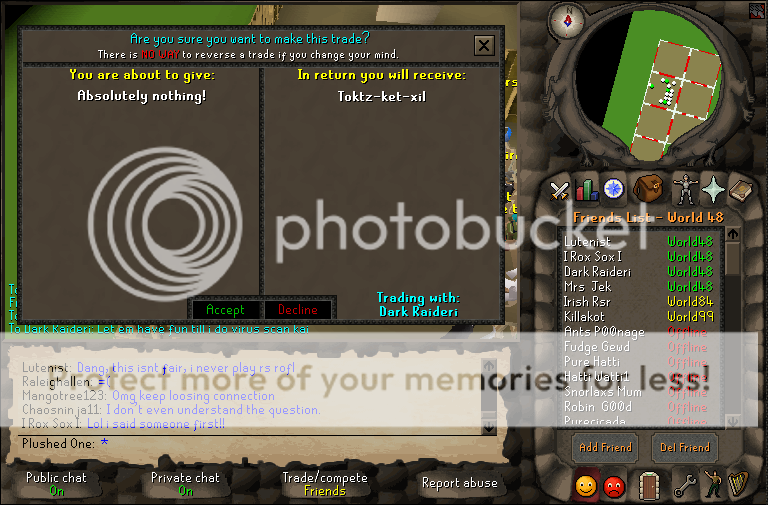 Are you sure you want to make this trade?
There is NO WAY to reverse a trade if you change your mind.
You are about to give:
Absolutely nothing!
In return you will receive:
Toktz-ket-xil
Accept
Decline
Trading with:
Dark Raideri
To Dark Raideri: Let em have fun till i do virus scan kai
Lutenist: Dang, this isnt fair, i never play rs rofl
Raleighallen: =
Mangotree123: Omg keep loosing connection
Chaosninja11: I don't even understand the question.
I Rox Sox I: Lol i said someone first!!
Plushed One: *
Public chat
On
Private chat
On
Trade/compete
Friends
Report abuse
Friends List - World 48
Lutenist World48
I Rox Sox I World48
Dark Raideri World48
Mrs Jek World48
Irish Rsr World84
Killakot World99
Ants P00nage Offline
Fudge Gewd Offline
Pure Hatti Offline
Hatti Watti1 Offline
Snorlaxs Mum Offline
Robin G00d Offline
Purecicada Offline
Add Friend
Del Friend
photobucket
more of your memories for less!